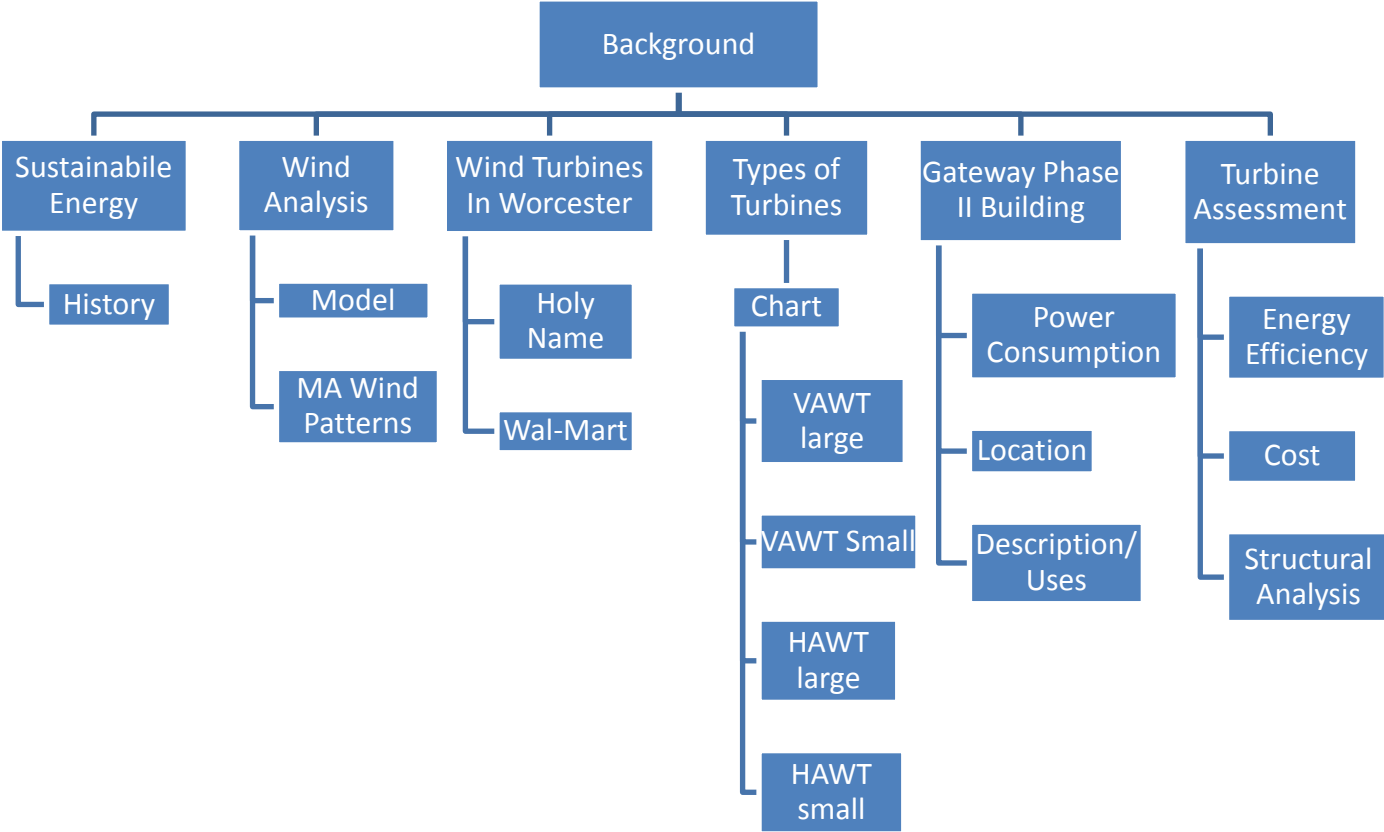 Background
Sustainabile
Energy
History
Wind
Analysis
Model
MA Wind
Patterns
Wind Turbines
In Worcester
Holy
Name
Wal-Mart
Types of
Turbines
Chart
VAWT
large
VAWT Small
HAWT
large
HAWT
small
Gateway Phase
II Building
Power
Consumption
Location
Description/
Uses
Turbine
Assessment
Energy
Efficiency
Cost
Structural
Analysis